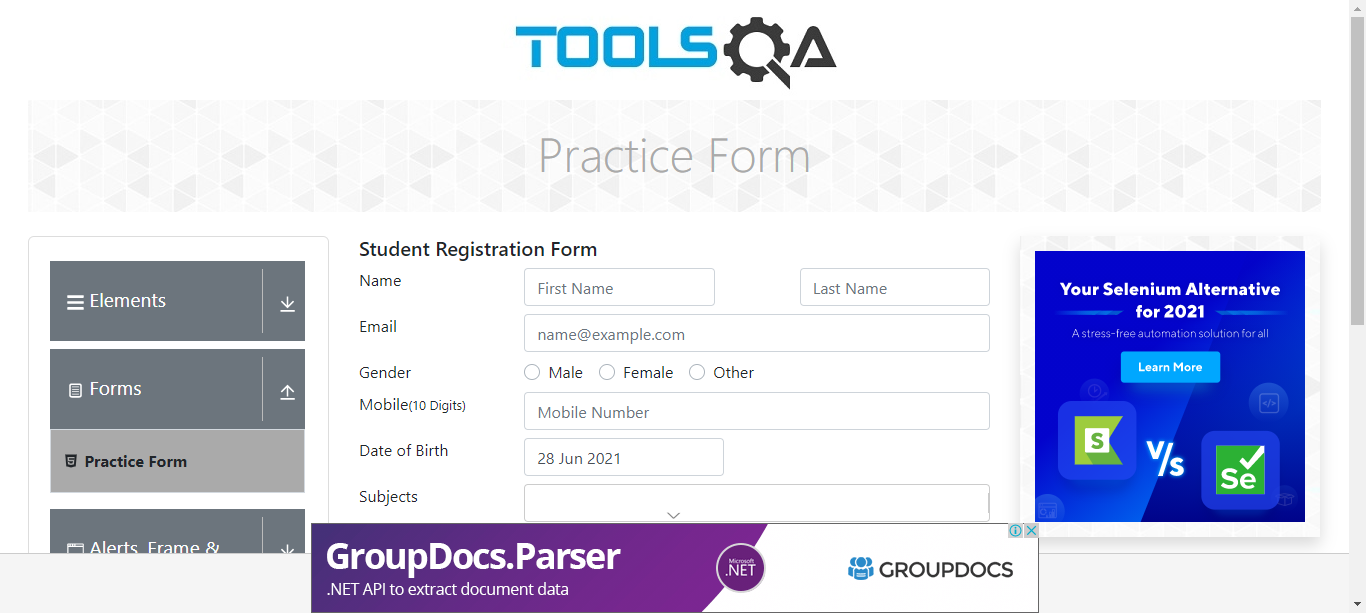 TOOLSQA
Practice Form
Elements
Forms
Practice Form
Alerts, Frame &
Student Registration Form
Name
First Name
Last Name
Email
name@example.com
Gender
Male
Female
Other
Mobile(10 Digits)
Mobile Number
Date of Birth
28 Jun 2021
Subjects
Your Selenium Alternative
for 2021
A stress-free automation solution for all
Learn More
S
V/s
Se
GroupDocs.Parser
.NET API to extract document data
Microsoft
.NET
GROUPDOCS